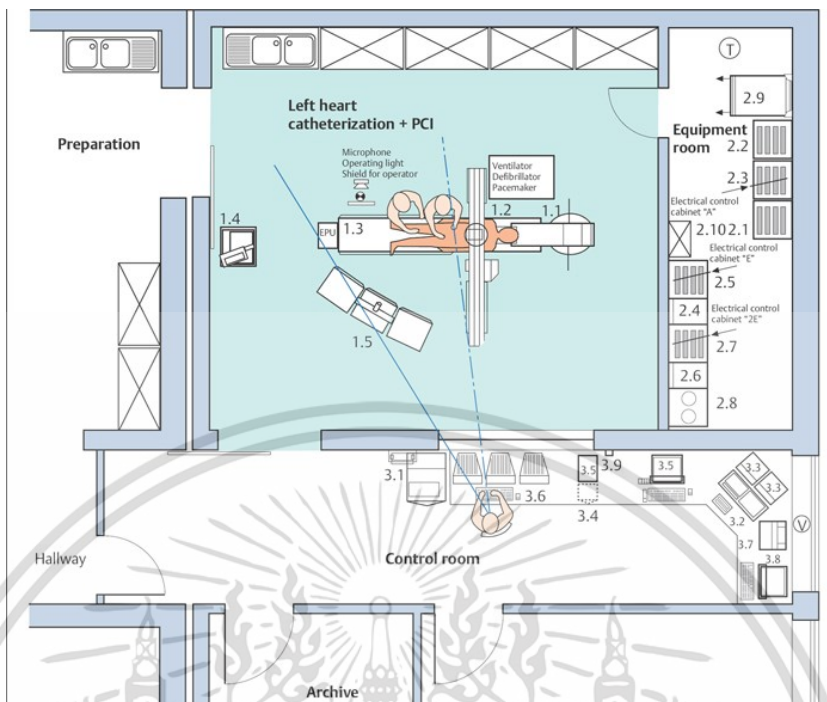 T
2.9
Left heart
catheterization + PCI
Equipment
room
2.2
Preparation
Microphone
Operating light
Shield for operator
Ventilator
Defibrillator
Pacemaker
2.3
Electrical control
cabinet "A"
1.4
EPU
1.3
1.2
1.1
2.10
2.1
Electrical control
cabinet "E"
2.5
2.4
Electrical control
cabinet "2E"
1.5
2.7
2.6
2.8
3.1
3.5
3.9
3.5
3.3
3.3
3.6
3.4
3.2
V
3.7
3.8
Hallway
Control room
Archive